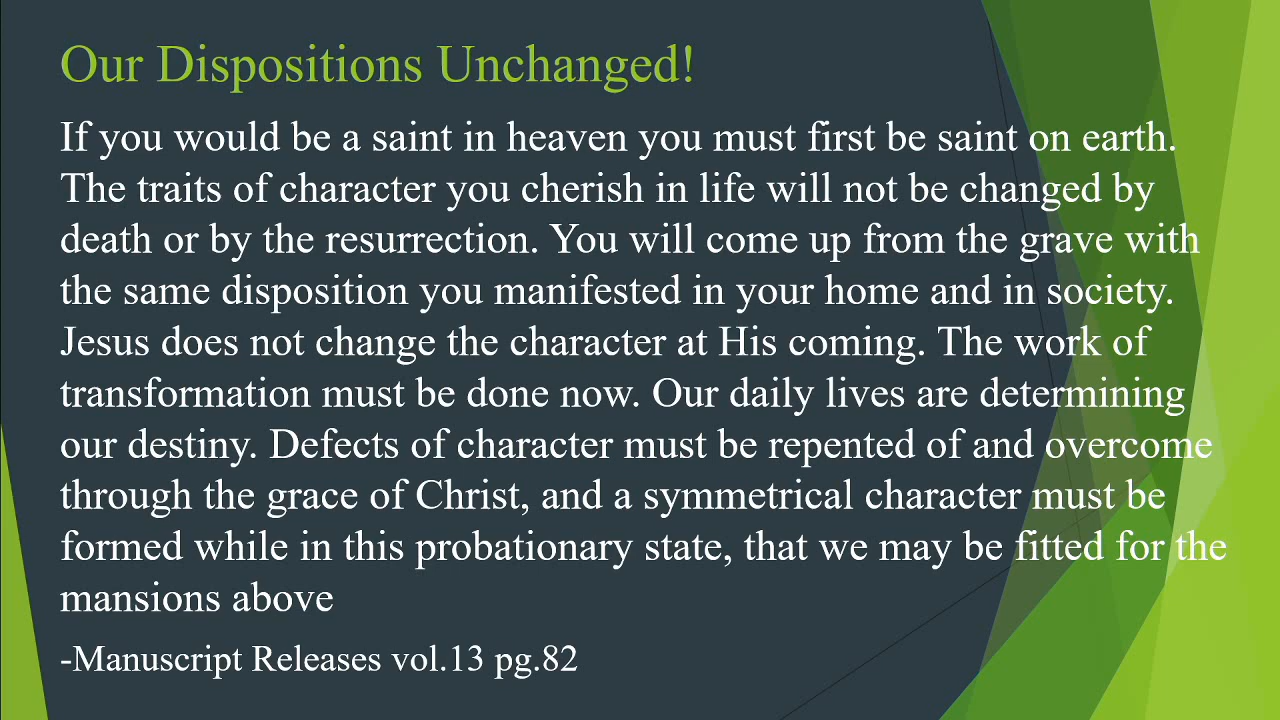 Our Dispositions Unchanged!
If you would be a saint in heaven you must first be saint on earth.
The traits of character you cherish in life will not be changed by
death or by the resurrection. You will come up from the grave with
the same disposition you manifested in your home and in society.
Jesus does not change the character at His coming. The work of
transformation must be done now. Our daily lives are determining
our destiny. Defects of character must be repented of and overcome
through the grace of Christ, and a symmetrical character must be
formed while in this probationary state, that we may be fitted for the
mansions above
-Manuscript Releases vol.13 pg.82